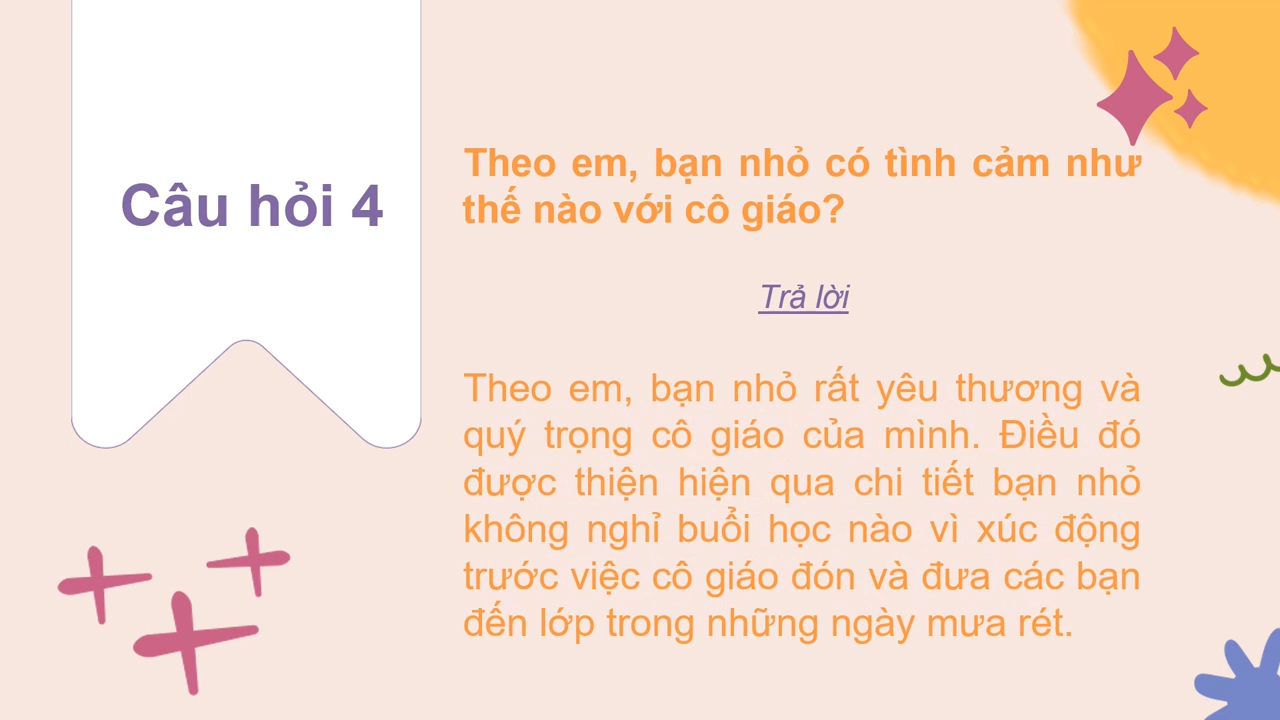 Câu hỏi 4
Theo em, bạn nhỏ có tình cảm như
thế nào với cô giáo?
Trả lời
Theo em, bạn nhỏ rất yêu thương và
quý trọng cô giáo của mình. Điều đó
được thiện hiện qua chi tiết bạn nhỏ
không nghỉ buổi học nào vì xúc động
trước việc cô giáo đón và đưa các bạn
đến lớp trong những ngày mưa rét.